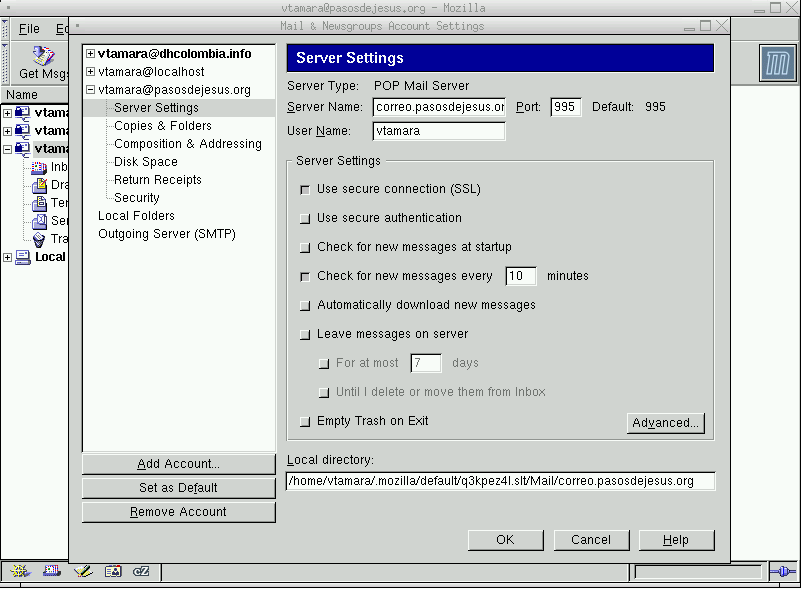 vtamara@pasosdejesus.org - Mozilla
Mail & Newsgroups Account Settings
File
Get Msgs
Name
vtama
vtama
vtama
Inb
Dra
Ter
Ser
Tra
Local
vtamara@dhcolombia.info
vtamara@localhost
vtamara@pasosdejesus.org
Server Settings
Copies & Folders
Composition & Addressing
Disk Space
Return Receipts
Security
Local Folders
Outgoing Server (SMTP)
Add Account...
Set as Default
Remove Account
Server Settings
Server Type: POP Mail Server
Server Name: correo.pasosdejesus.or Port: 995 Default: 995
User Name: vtamara
Server Settings
Use secure connection (SSL)
Use secure authentication
Check for new messages at startup
Check for new messages every 10 minutes
Automatically download new messages
Leave messages on server
For at most 7 days
Until I delete or move them from Inbox
Empty Trash on Exit
Advanced...
Local directory:
/home/vtamara/.mozilla/default/q3kpez4l.slt/Mail/correo.pasosdejesus.org
OK Cancel Help
cZ